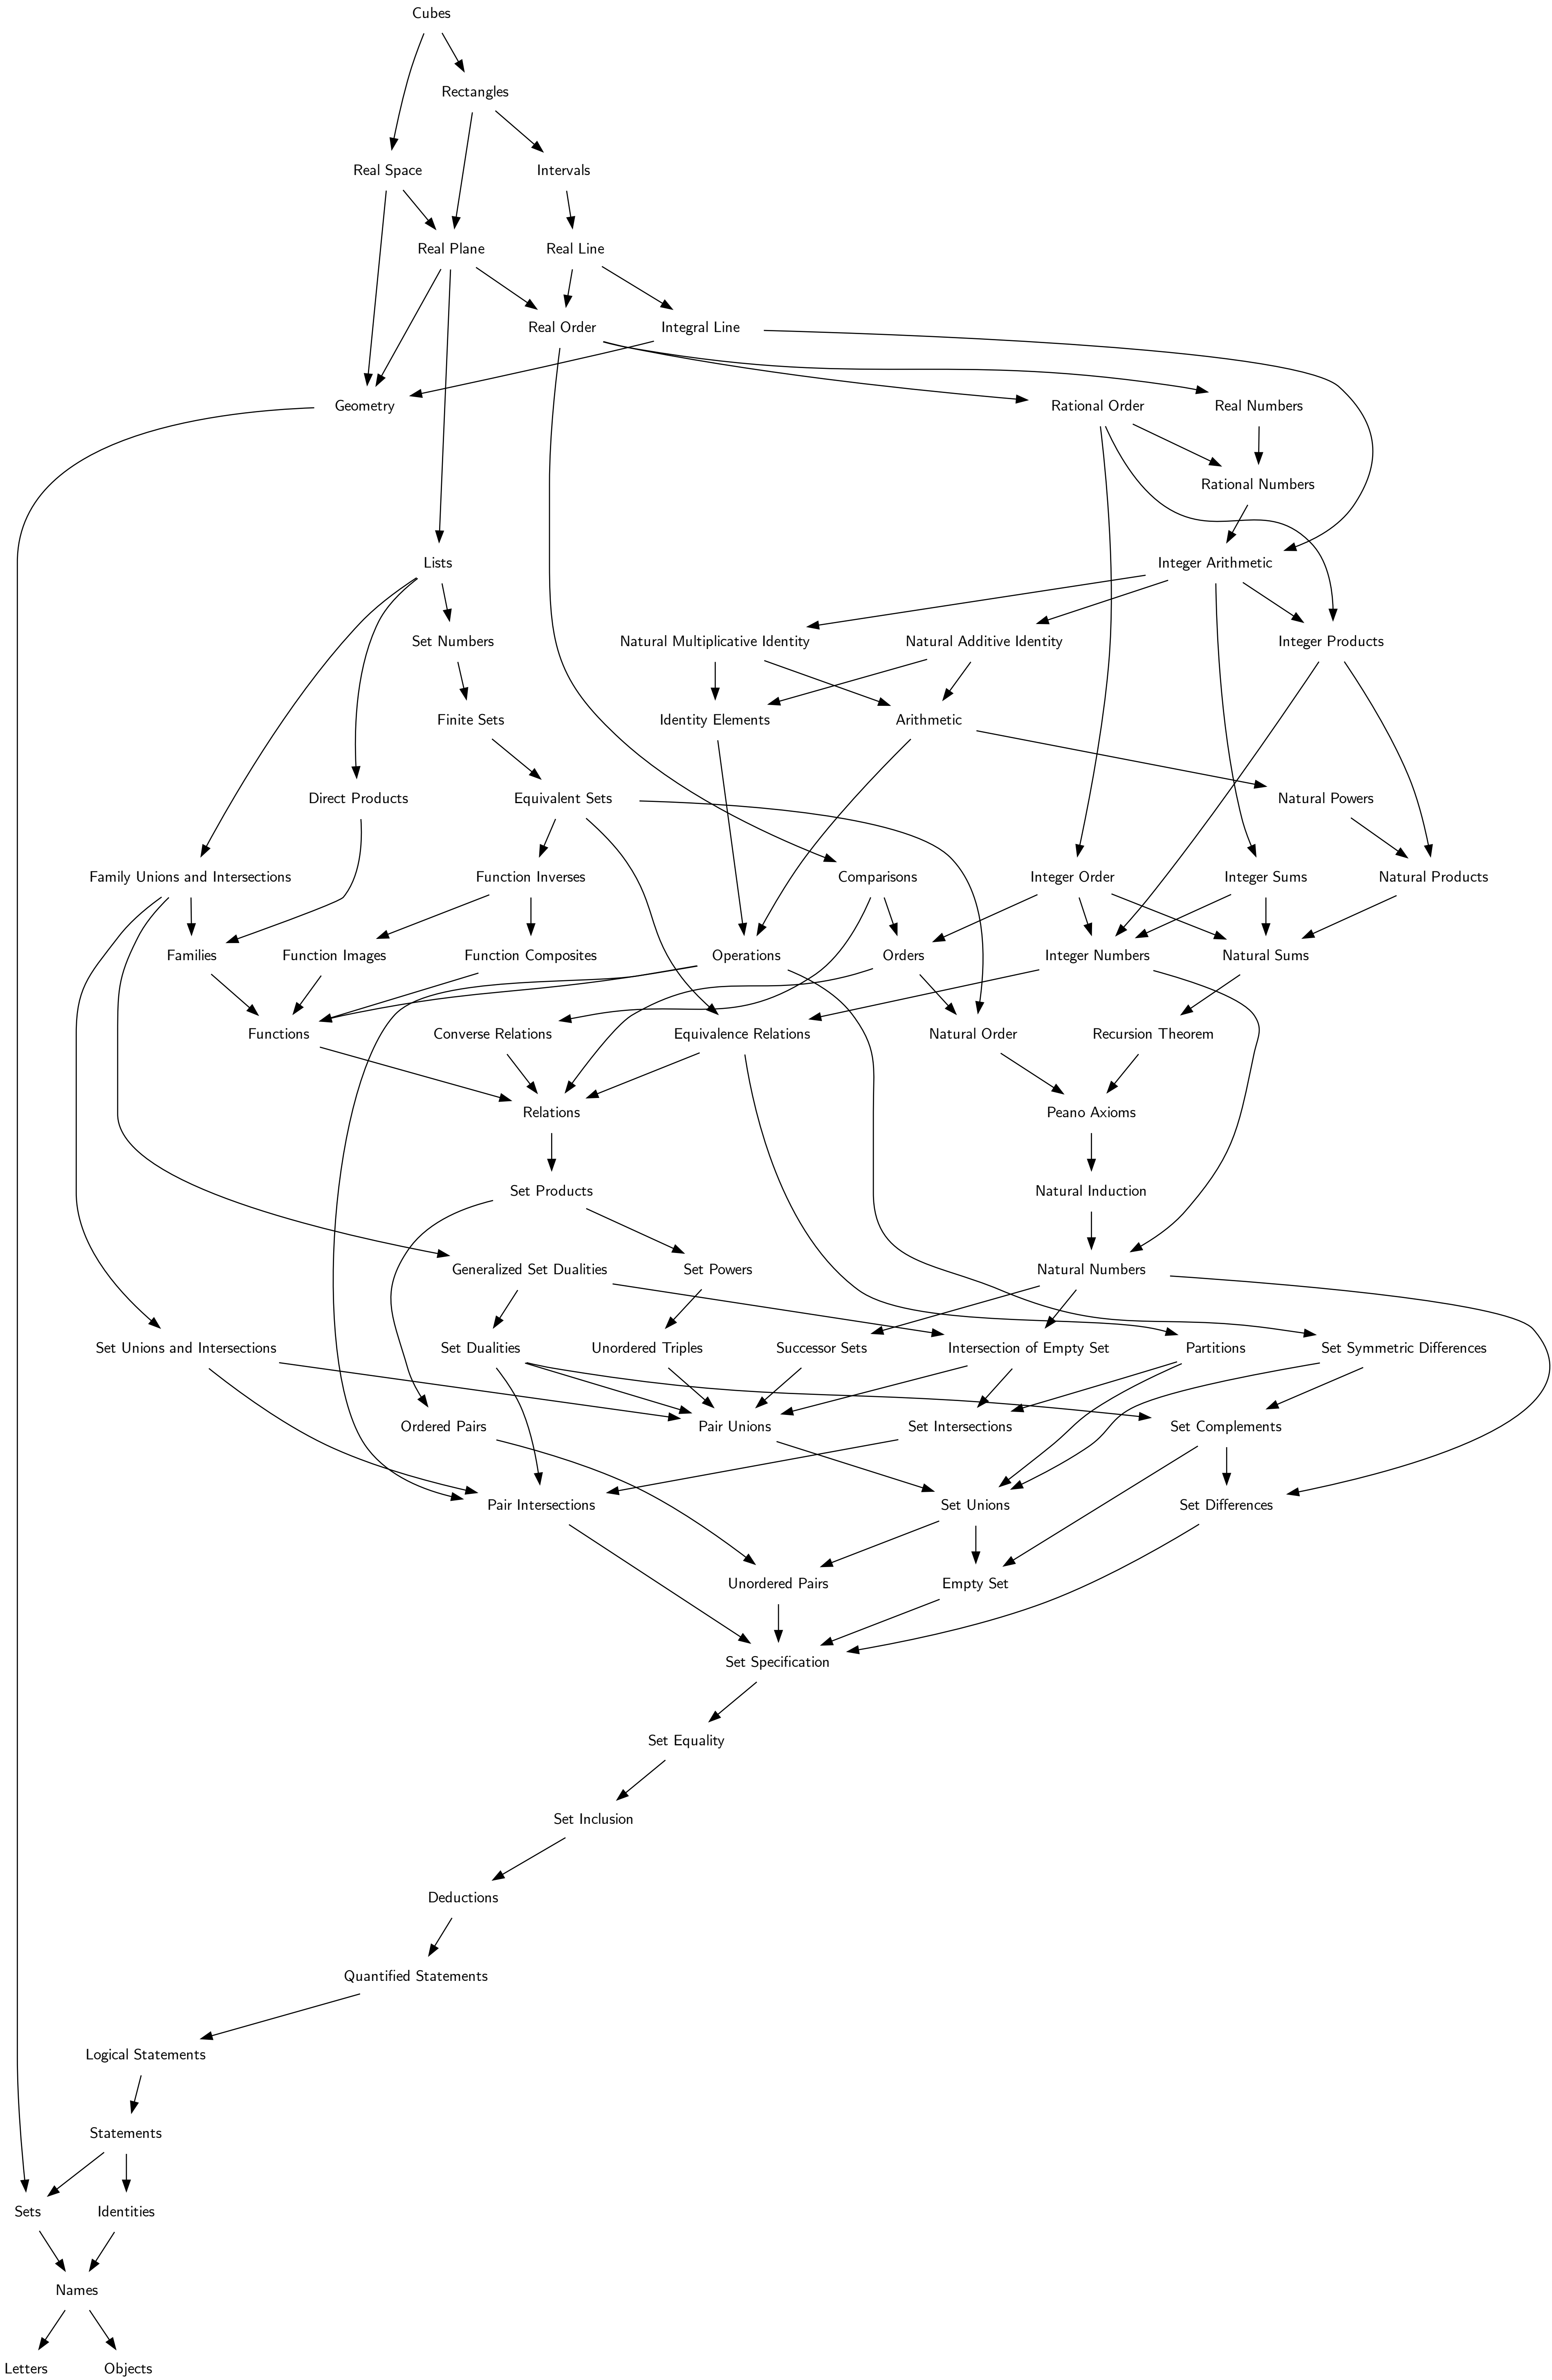 Cubes
Rectangles
Real Space
Intervals
Real Plane
Real Line
Real Order
Integral Line
Geometry
Rational Order
Real Numbers
Rational Numbers
Lists
Integer Arithmetic
Set Numbers
Natural Multiplicative Identity
Natural Additive Identity
Integer Products
Finite Sets
Identity Elements
Arithmetic
Direct Products
Equivalent Sets
Natural Powers
Family Unions and Intersections
Function Inverses
Comparisons
Integer Order
Integer Sums
Natural Products
Families
Function Images
Function Composites
Operations
Orders
Integer Numbers
Natural Sums
Functions
Converse Relations
Equivalence Relations
Natural Order
Recursion Theorem
Relations
Peano Axioms
Set Products
Natural Induction
Generalized Set Dualities
Set Powers
Natural Numbers
Set Unions and Intersections
Set Dualities
Unordered Triples
Successor Sets
Intersection of Empty Set
Partitions
Set Symmetric Differences
Ordered Pairs
Pair Unions
Set Intersections
Set Complements
Pair Intersections
Set Unions
Set Differences
Unordered Pairs
Empty Set
Set Specification
Set Equality
Set Inclusion
Deductions
Quantified Statements
Logical Statements
Statements
Sets
Identities
Names
Letters
Objects